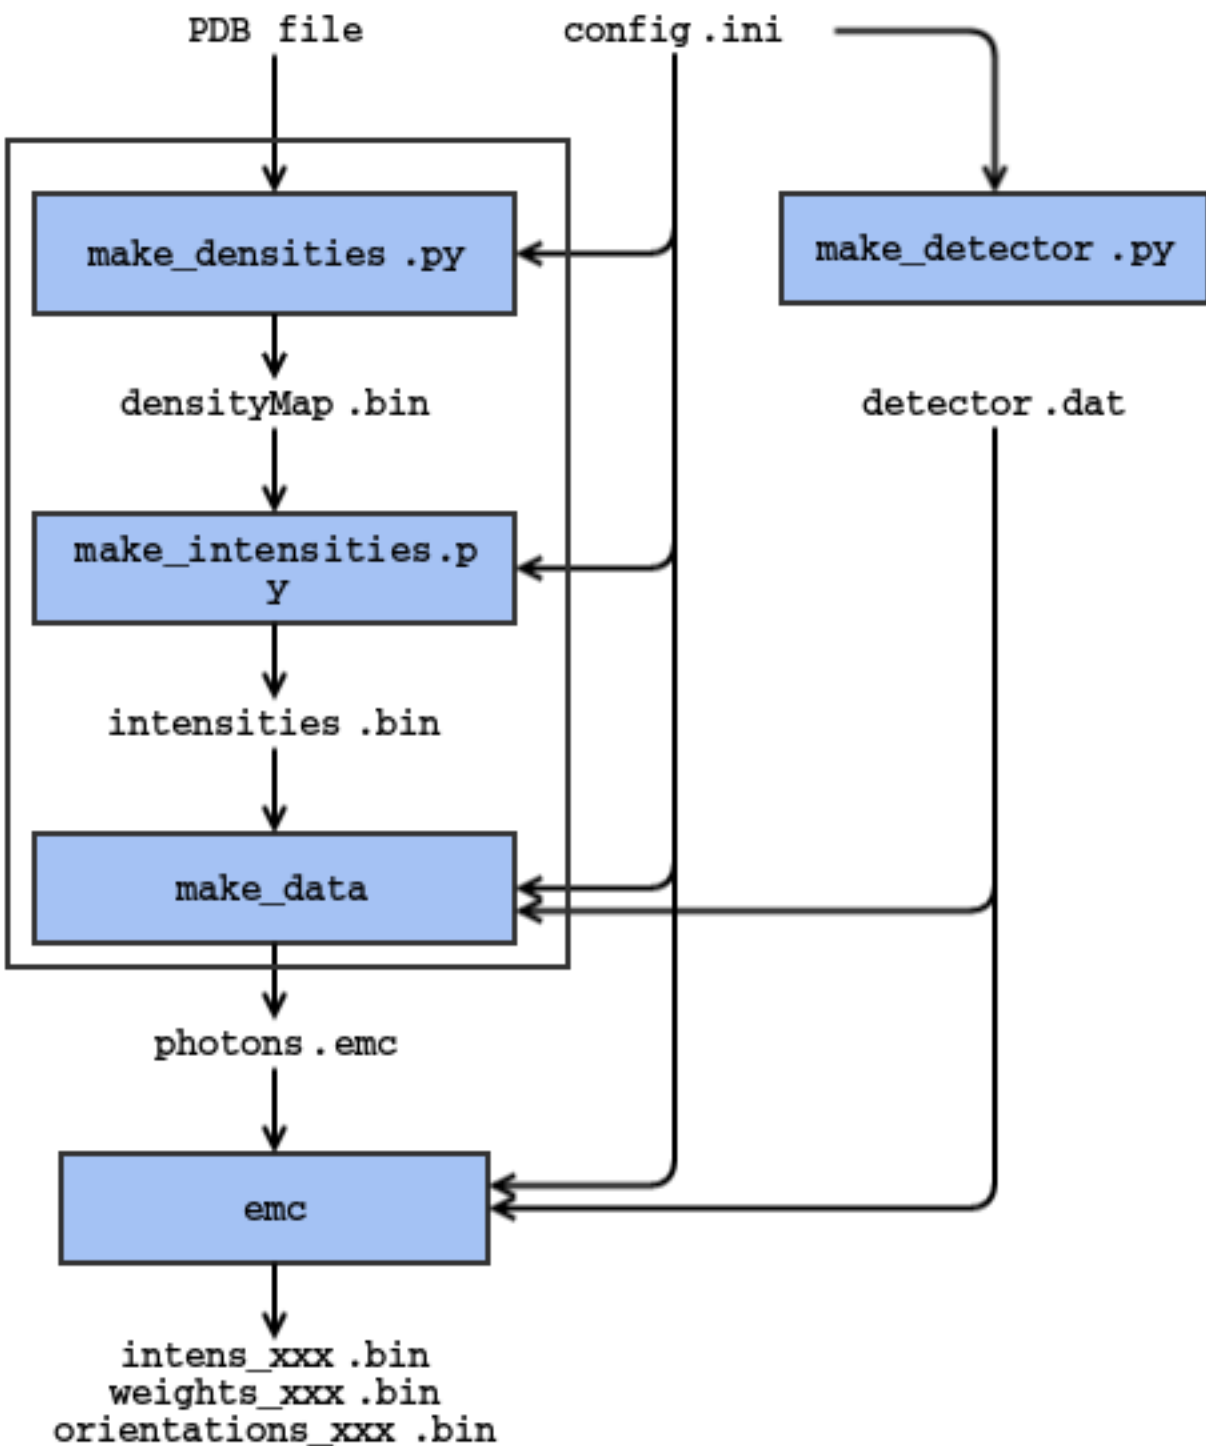 PDB file
config.ini
make_densities.py
make_detector.py
densityMap.bin
detector.dat
make_intensities.p
y
intensities.bin
make_data
photons.emc
emc
intens_xxx.bin
weights_xxx.bin
orientations_xxx.bin